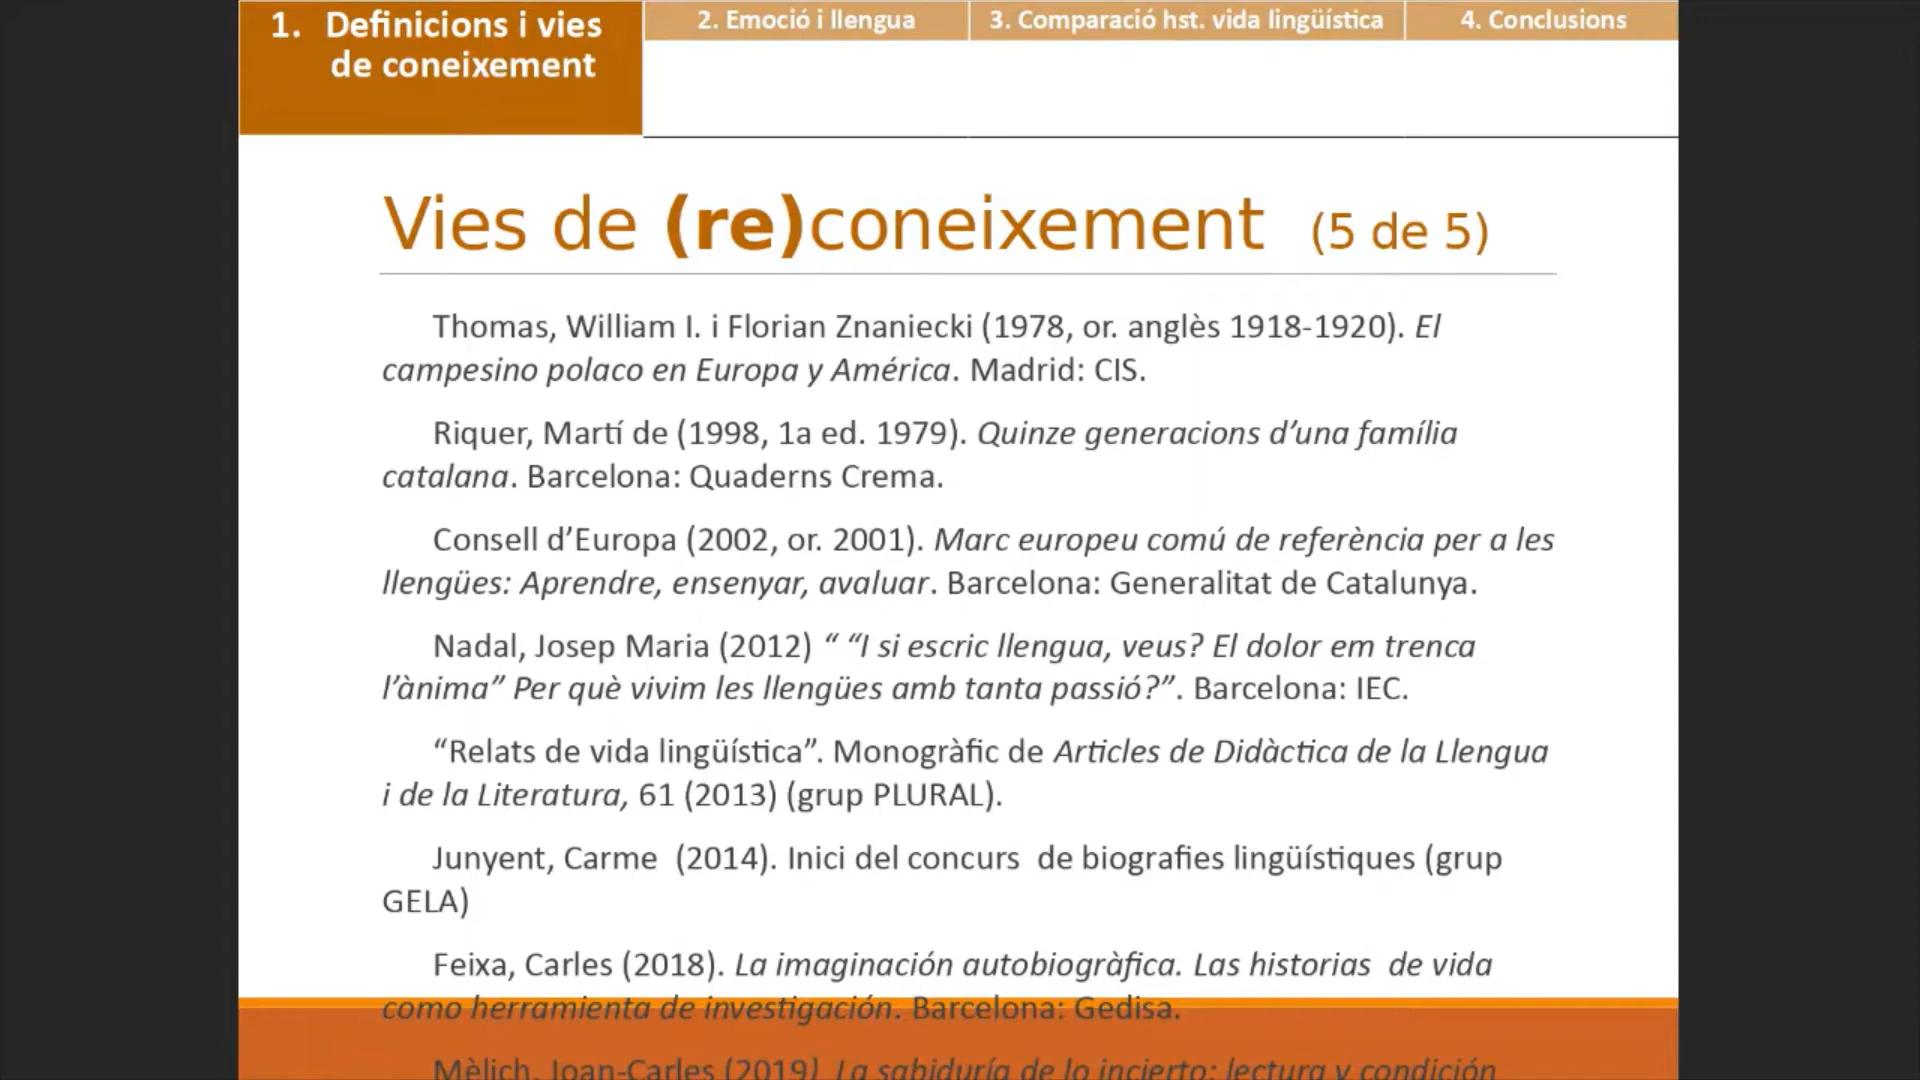 1. Definicions i vies
de coneixement
2. Emoció i llengua
3. Comparació hst. vida lingüística
4. Conclusions
Vies de (re)coneixement (5 de 5)
Thomas, William I. i Florian Znaniecki (1978, or. anglès 1918-1920). El
campesino polaco en Europa y América. Madrid: CIS.
Riquer, Martí de (1998, 1a ed. 1979). Quinze generacions d’una família
catalana. Barcelona: Quaderns Crema.
Consell d’Europa (2002, or. 2001). Marc europeu comú de referència per a les
llengües: Aprendre, ensenyar, avaluar. Barcelona: Generalitat de Catalunya.
Nadal, Josep Maria (2012) “ “I si escric llengua, veus? El dolor em trenca
l’ànima” Per què vivim les llengües amb tanta passió?”. Barcelona: IEC.
“Relats de vida lingüística”. Monogràfic de Articles de Didàctica de la Llengua
i de la Literatura, 61 (2013) (grup PLURAL).
Junyent, Carme (2014). Inici del concurs de biografies lingüístiques (grup
GELA)
Feixa, Carles (2018). La imaginación autobiogràfica. Las historias de vida
como herramienta de investigación. Barcelona: Gedisa.
Mèlich, Joan-Carles (2019). La sabiduría de lo incierto: lectura y condición